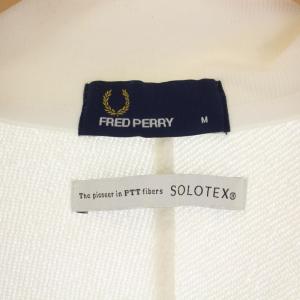 FRED PERRY M
The pioneer in PTT fibers SOLOTEX®